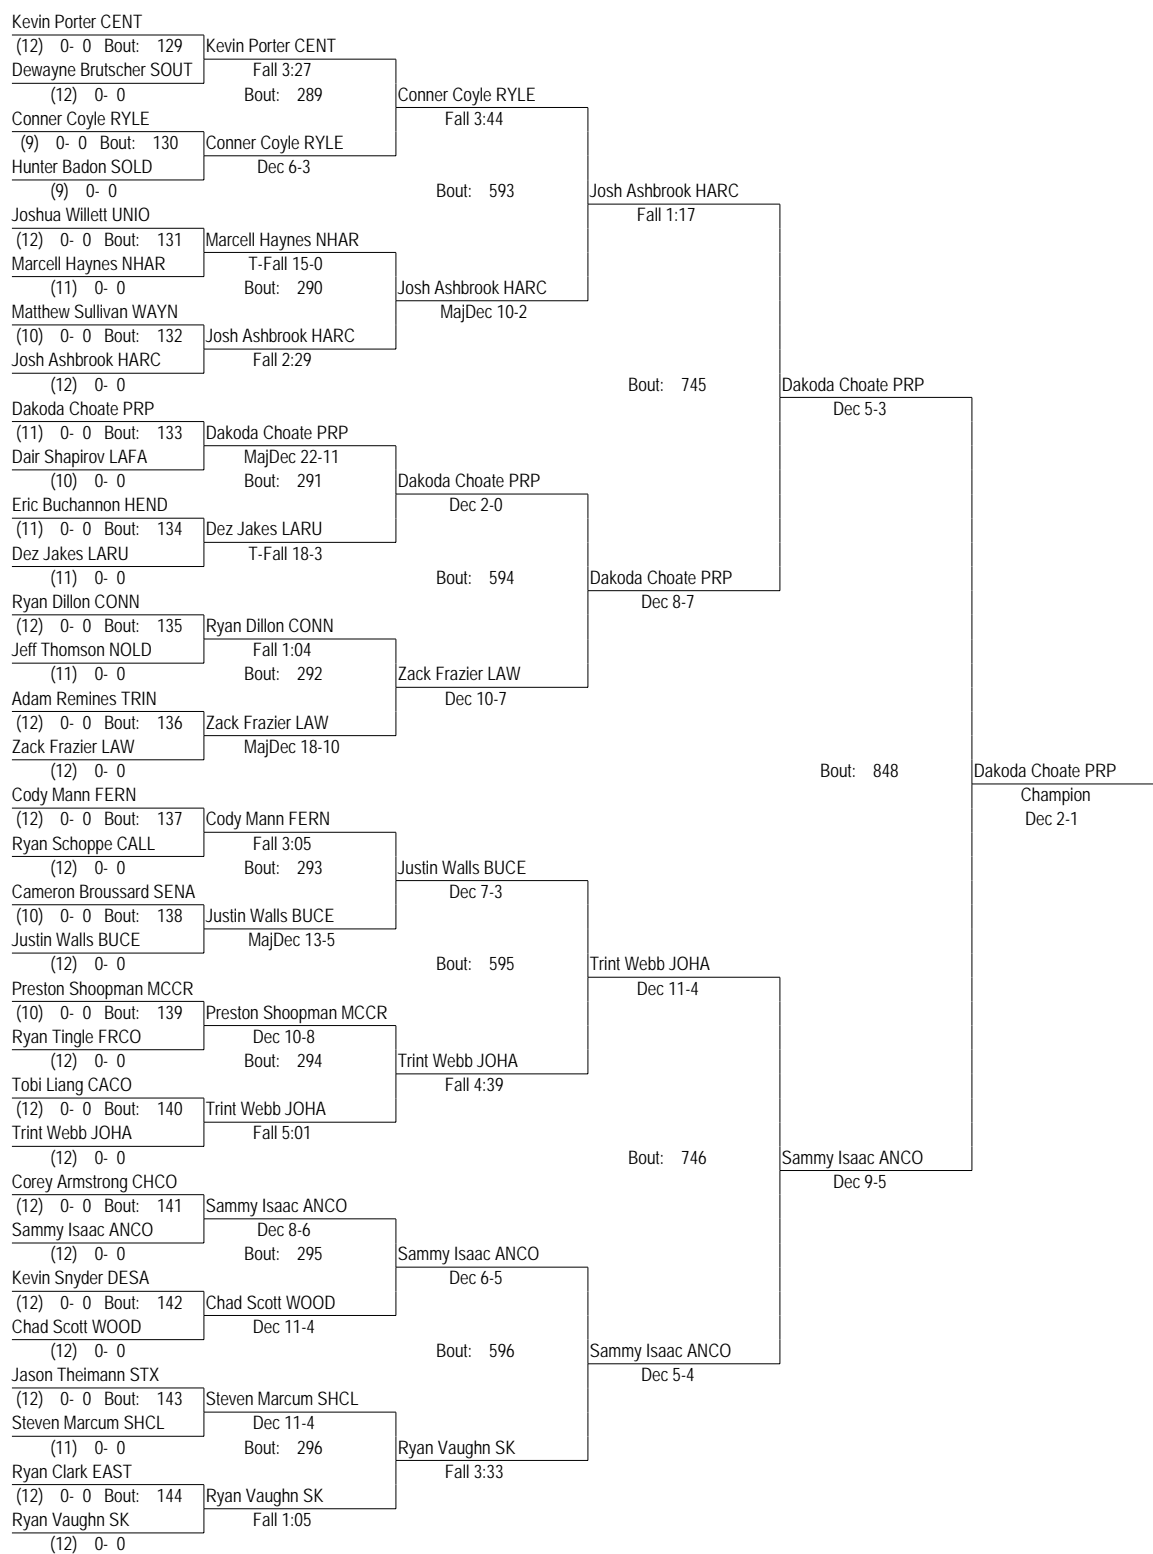 Kevin Porter CENT
(12) 0- 0 Bout: 129 Kevin Porter CENT
Dewayne Brutscher SOUT Fall 3:27
(12) 0- 0 Bout: 289 Conner Coyle RYLE
Conner Coyle RYLE Fall 3:44
(9) 0- 0 Bout: 130 Conner Coyle RYLE
Hunter Badon SOLD Dec 6-3
(9) 0- 0 Bout: 593 Josh Ashbrook HARC
Joshua Willett UNIO Fall 1:17
(12) 0- 0 Bout: 131 Marcell Haynes NHAR
Marcell Haynes NHAR T-Fall 15-0
(11) 0- 0 Bout: 290 Josh Ashbrook HARC
Matthew Sullivan WAYN MajDec 10-2
(10) 0- 0 Bout: 132 Josh Ashbrook HARC
Josh Ashbrook HARC Fall 2:29
(12) 0- 0 Bout: 745 Dakoda Choate PRP
Dakoda Choate PRP Dec 5-3
(11) 0- 0 Bout: 133 Dakoda Choate PRP
Dair Shapirov LAFA MajDec 22-11
(10) 0- 0 Bout: 291 Dakoda Choate PRP
Eric Buchannon HEND Dec 2-0
(11) 0- 0 Bout: 134 Dez Jakes LARU
Dez Jakes LARU T-Fall 18-3
(11) 0- 0 Bout: 594 Dakoda Choate PRP
Ryan Dillon CONN Dec 8-7
(12) 0- 0 Bout: 135 Ryan Dillon CONN
Jeff Thomson NOLD Fall 1:04
(11) 0- 0 Bout: 292 Zack Frazier LAW
Adam Remines TRIN Dec 10-7
(12) 0- 0 Bout: 136 Zack Frazier LAW
Zack Frazier LAW MajDec 18-10
(12) 0- 0 Bout: 848 Dakoda Choate PRP
Cody Mann FERN Champion
(12) 0- 0 Bout: 137 Cody Mann FERN Dec 2-1
Ryan Schoppe CALL Fall 3:05
(12) 0- 0 Bout: 293 Justin Walls BUCE
Cameron Broussard SENA Dec 7-3
(10) 0- 0 Bout: 138 Justin Walls BUCE
Justin Walls BUCE MajDec 13-5
(12) 0- 0 Bout: 595 Trint Webb JOHA
Preston Shoopman MCCR Dec 11-4
(10) 0- 0 Bout: 139 Preston Shoopman MCCR
Ryan Tingle FRCO Dec 10-8
(12) 0- 0 Bout: 294 Trint Webb JOHA
Tobi Liang CACO Fall 4:39
(12) 0- 0 Bout: 140 Trint Webb JOHA
Trint Webb JOHA Fall 5:01
(12) 0- 0 Bout: 746 Sammy Isaac ANCO
Corey Armstrong CHCO Dec 9-5
(12) 0- 0 Bout: 141 Sammy Isaac ANCO
Sammy Isaac ANCO Dec 8-6
(12) 0- 0 Bout: 295 Sammy Isaac ANCO
Kevin Snyder DESA Dec 6-5
(12) 0- 0 Bout: 142 Chad Scott WOOD
Chad Scott WOOD Dec 11-4
(12) 0- 0 Bout: 596 Sammy Isaac ANCO
Jason Theimann STX Dec 5-4
(12) 0- 0 Bout: 143 Steven Marcum SHCL
Steven Marcum SHCL Dec 11-4
(11) 0- 0 Bout: 296 Ryan Vaughn SK
Ryan Clark EAST Fall 3:33
(12) 0- 0 Bout: 144 Ryan Vaughn SK
Ryan Vaughn SK Fall 1:05
(12) 0- 0